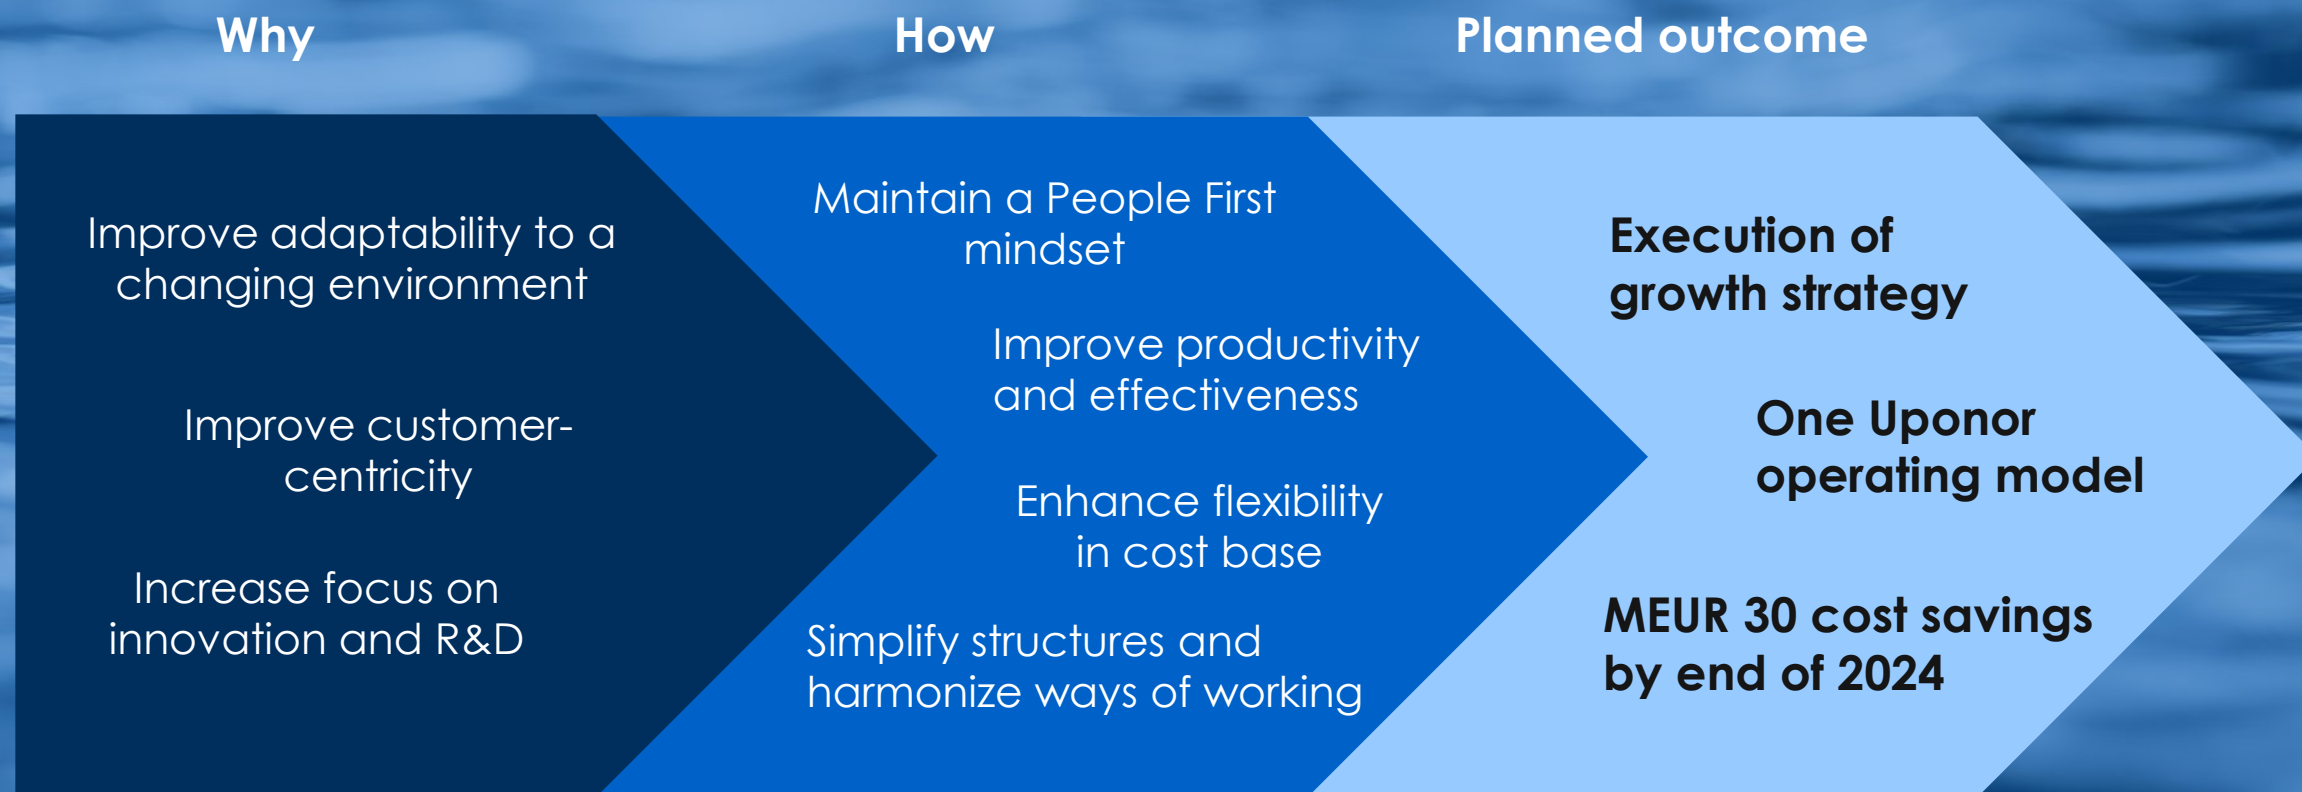 Why
How
Planned outcome
Improve adaptability to a
changing environment
Improve customer-
centricity
Increase focus on
innovation and R&D
Maintain a People First
mindset
Improve productivity
and effectiveness
Enhance flexibility
in cost base
Simplify structures and
harmonize ways of working
Execution of
growth strategy
One Uponor
operating model
MEUR 30 cost savings
by end of 2024